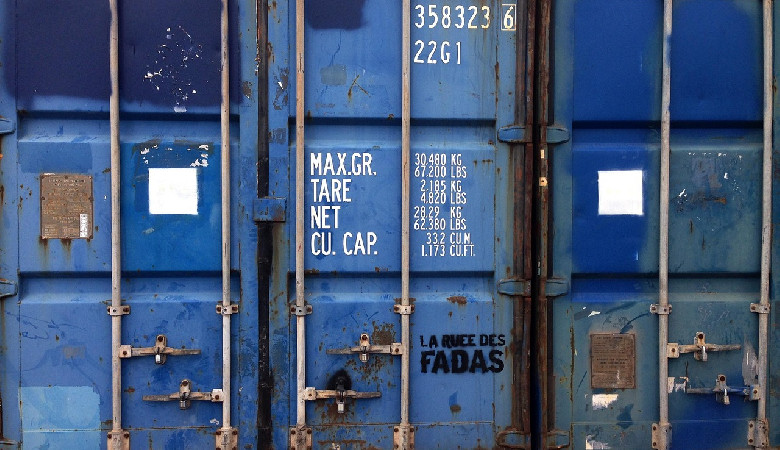 358323 6
22G1
MAX.GR. 30.480 KG
67.200 LBS
TARE 2.185 KG
4.820 LBS
NET 28.29 KG
62.380 LBS
CU. CAP. 33.2 CU.M.
1.173 CU.FT.
LA RUEE DES
FADAS